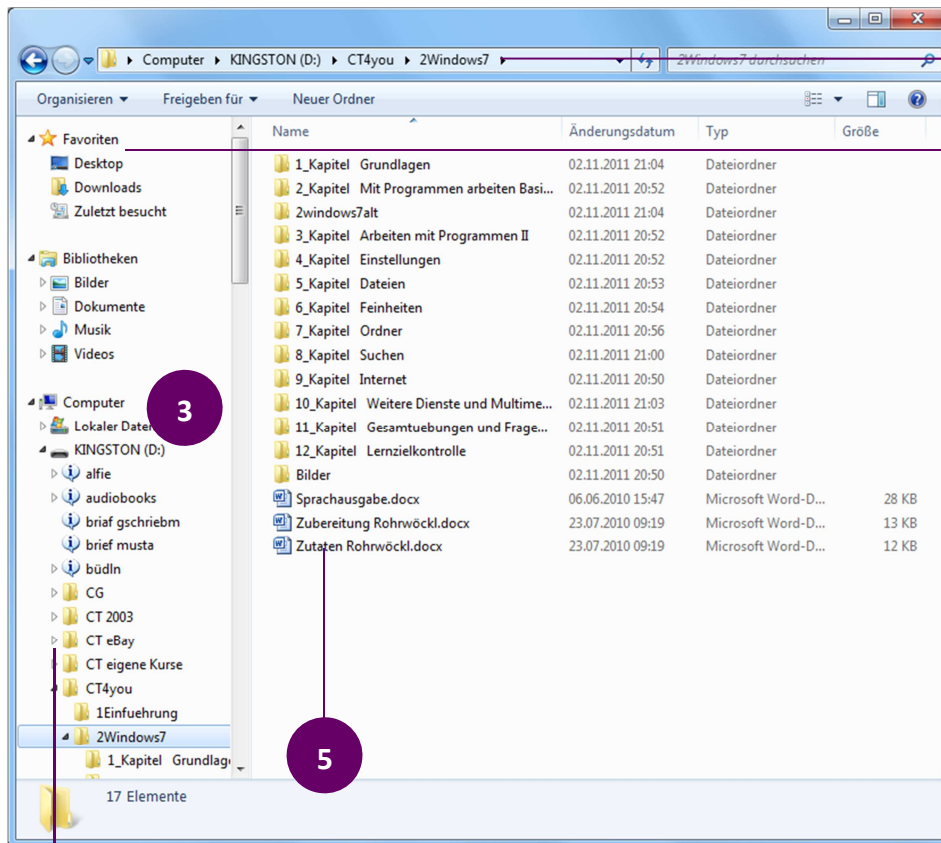 Computer ▸ KINGSTON (D:) ▸ CT4you ▸ 2Windows7 ▸
2Windows7 durchsuchen
Organisieren Freigeben für Neuer Ordner
Favoriten
Desktop
Downloads
Zuletzt besucht
Bibliotheken
Bilder
Dokumente
Musik
Videos
Computer
3
Lokaler
KINGSTON (D:)
alfie
audiobooks
briaf gschriebm
brief musta
büdln
CG
CT 2003
CT eBay
CT eigene Kurse
CT4you
1Einfuehrung
2Windows7
1_Kapitel
Name Änderungsdatum Typ Größe
1_Kapitel Grundlagen 02.11.2011 21:04 Dateiordner
2_Kapitel Mit Programmen arbeiten Basi... 02.11.2011 20:52 Dateiordner
2windows7alt 02.11.2011 21:04 Dateiordner
3_Kapitel Arbeiten mit Programmen II 02.11.2011 20:52 Dateiordner
4_Kapitel Einstellungen 02.11.2011 20:52 Dateiordner
5_Kapitel Dateien 02.11.2011 20:53 Dateiordner
6_Kapitel Feinheiten 02.11.2011 20:54 Dateiordner
7_Kapitel Ordner 02.11.2011 20:56 Dateiordner
8_Kapitel Suchen 02.11.2011 21:00 Dateiordner
9_Kapitel Internet 02.11.2011 20:50 Dateiordner
10_Kapitel Weitere Dienste und Multime... 02.11.2011 21:03 Dateiordner
11_Kapitel Gesamtuebungen und Frage... 02.11.2011 20:51 Dateiordner
12_Kapitel Lernzielkontrolle 02.11.2011 20:51 Dateiordner
Bilder 02.11.2011 20:50 Dateiordner
Sprachausgabe.docx 06.06.2010 15:47 Microsoft Word-D... 28 KB
Zubereitung Rohrwöckl.docx 23.07.2010 09:19 Microsoft Word-D... 13 KB
Zutaten Rohrwöckl.docx 23.07.2010 09:19 Microsoft Word-D... 12 KB
5
17 Elemente